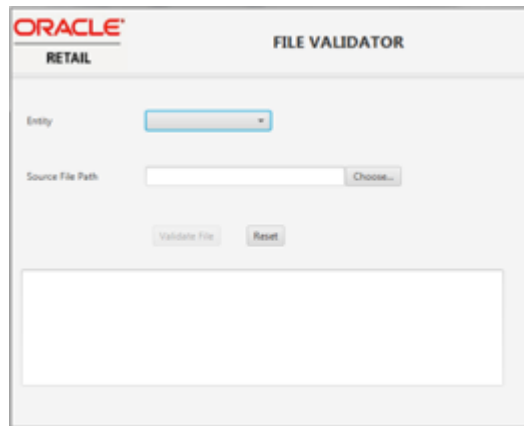 ORACLE®
RETAIL
FILE VALIDATOR
Entity
Source File Path
Choose...
Validate File
Reset